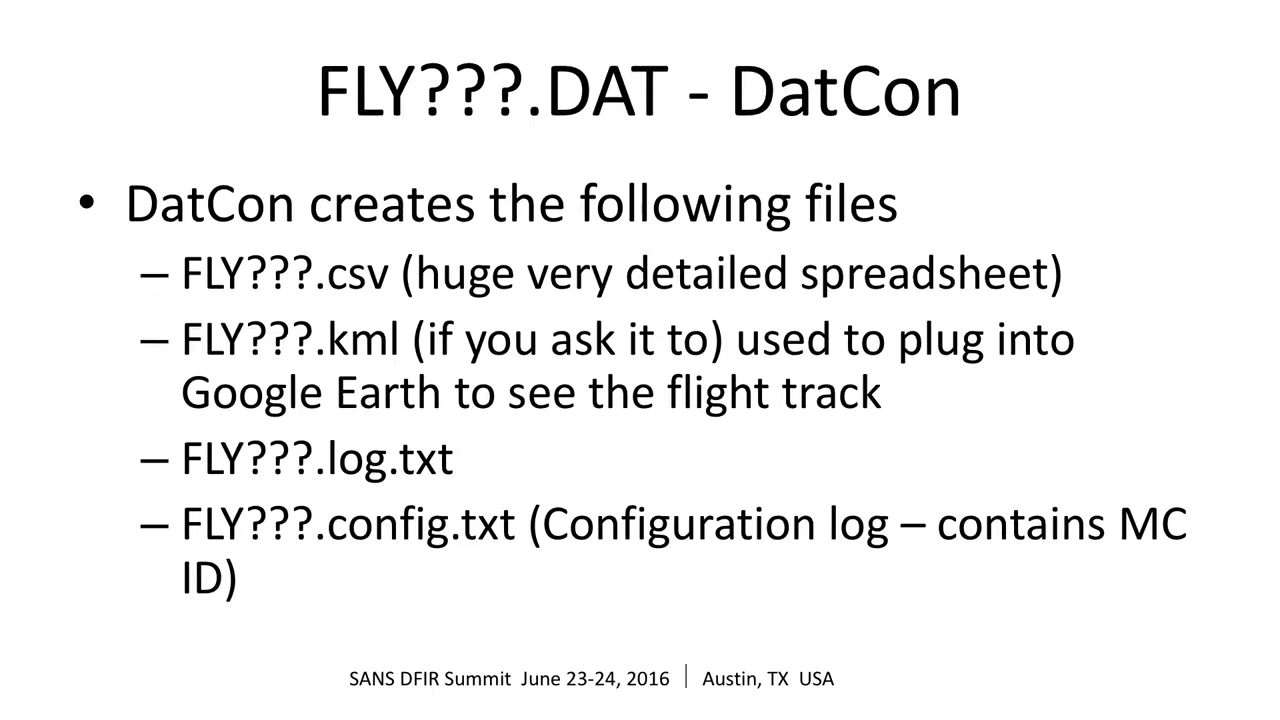 FLY???.DAT - DatCon
• DatCon creates the following files
– FLY???.csv (huge very detailed spreadsheet)
– FLY???.kml (if you ask it to) used to plug into
Google Earth to see the flight track
– FLY???.log.txt
– FLY???.config.txt (Configuration log – contains MC
ID)
SANS DFIR Summit June 23-24, 2016 | Austin, TX USA